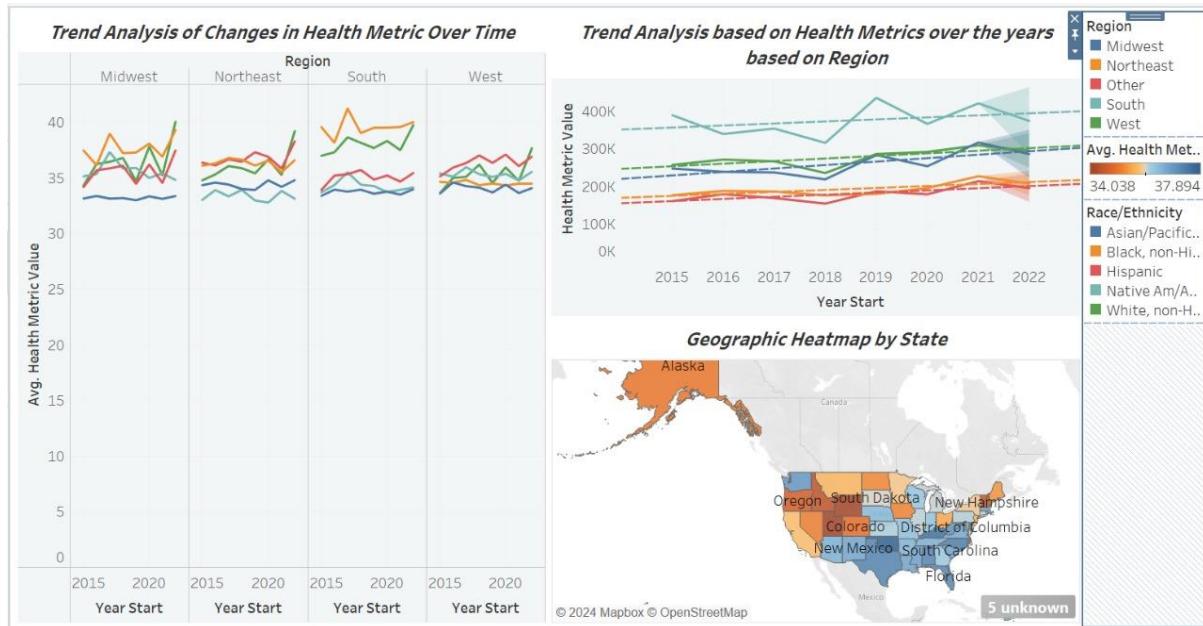 Trend Analysis of Changes in Health Metric Over Time
Region
Midwest
Northeast
South
West
Avg. Health Metric Value
40
35
30
25
20
15
10
5
0
2015
2020
2015
2020
2015
2020
2015
2020
Year Start
Year Start
Year Start
Year Start
Trend Analysis based on Health Metrics over the years
based on Region
Health Metric Value
400K
300K
200K
100K
0K
2015
2016
2017
2018
2019
2020
2021
2022
Year Start
Geographic Heatmap by State
Alaska
Canada
Oregon
South Dakota
New Hampshire
Colorado
District of Columbia
New Mexico
South Carolina
Florida
Mexico
© 2024 Mapbox © OpenStreetMap
5 unknown
Region
Midwest
Northeast
Other
South
West
Avg. Health Met...
34.038
37.894
Race/Ethnicity
Asian/Pacific..
Black, non-Hi..
Hispanic
Native Am/A..
White, non-H..